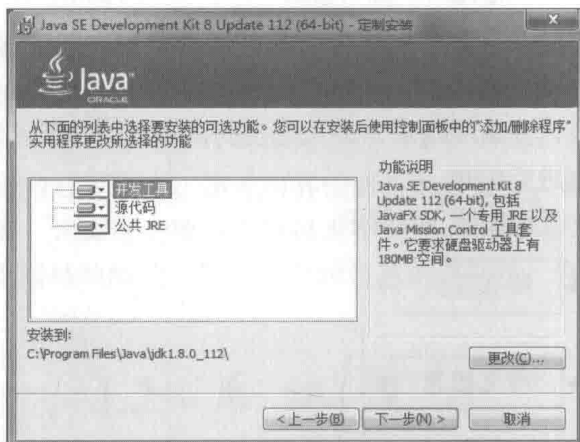 Java SE Development Kit 8 Update 112 (64-bit) - 定制安装
Java
ORACLE
从下面的列表中选择要安装的可选功能。您可以在安装后使用控制面板中的"添加/删除程序"
实用程序更改所选择的功能
开发工具
源代码
公共 JRE
功能说明
Java SE Development Kit 8
Update 112 (64-bit), 包括
JavaFX SDK, 一个专用 JRE 以及
Java Mission Control 工具套
件。它要求硬盘驱动器上有
180MB 空间。
安装到:
C:\Program Files\Java\jdk1.8.0_112\
更改(C)...
<上一步(B)
下一步(N) >
取消